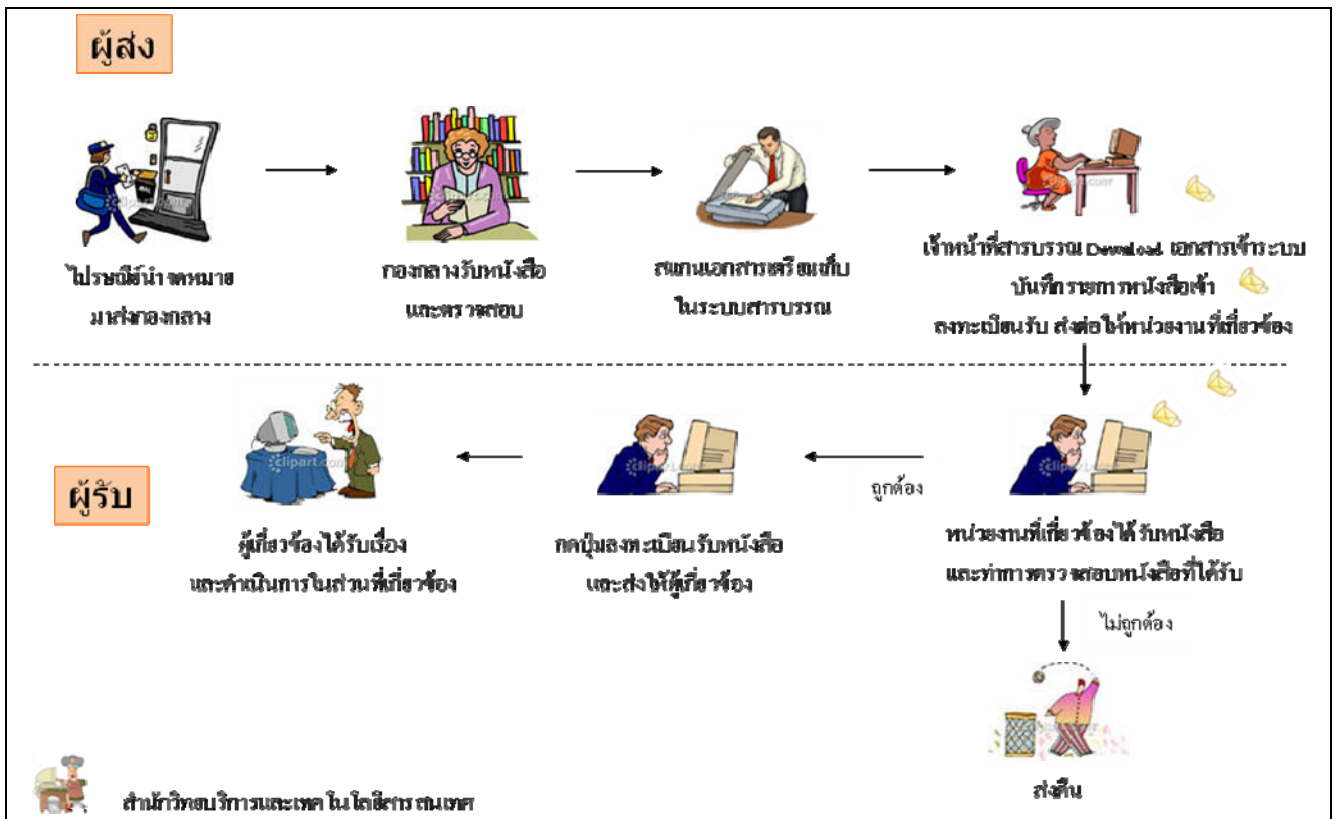 ผู้ส่ง
ไปรษณีย์นำจดหมาย
มาส่งกองกลาง
กองกลางรับหนังสือ
และตรวจสอบ
สแกนเอกสารเตรียมเก็บ
ในระบบสารบรรณ
เจ้าหน้าที่สารบรรณ Download เอกสารเข้าระบบ
บันทึกรายการหนังสือเข้า
ลงทะเบียนรับ ส่งต่อให้หน่วยงานที่เกี่ยวข้อง
ผู้รับ
ผู้เกี่ยวข้องได้รับเรื่อง
และดำเนินการในส่วนที่เกี่ยวข้อง
กดปุ่มลงทะเบียนรับหนังสือ
และส่งให้ผู้เกี่ยวข้อง
ถูกต้อง
หน่วยงานที่เกี่ยวข้องได้รับหนังสือ
และทำการตรวจสอบหนังสือที่ได้รับ
ไม่ถูกต้อง
ส่งคืน
สำนักวิทยบริการและเทคโนโลยีสารสนเทศ